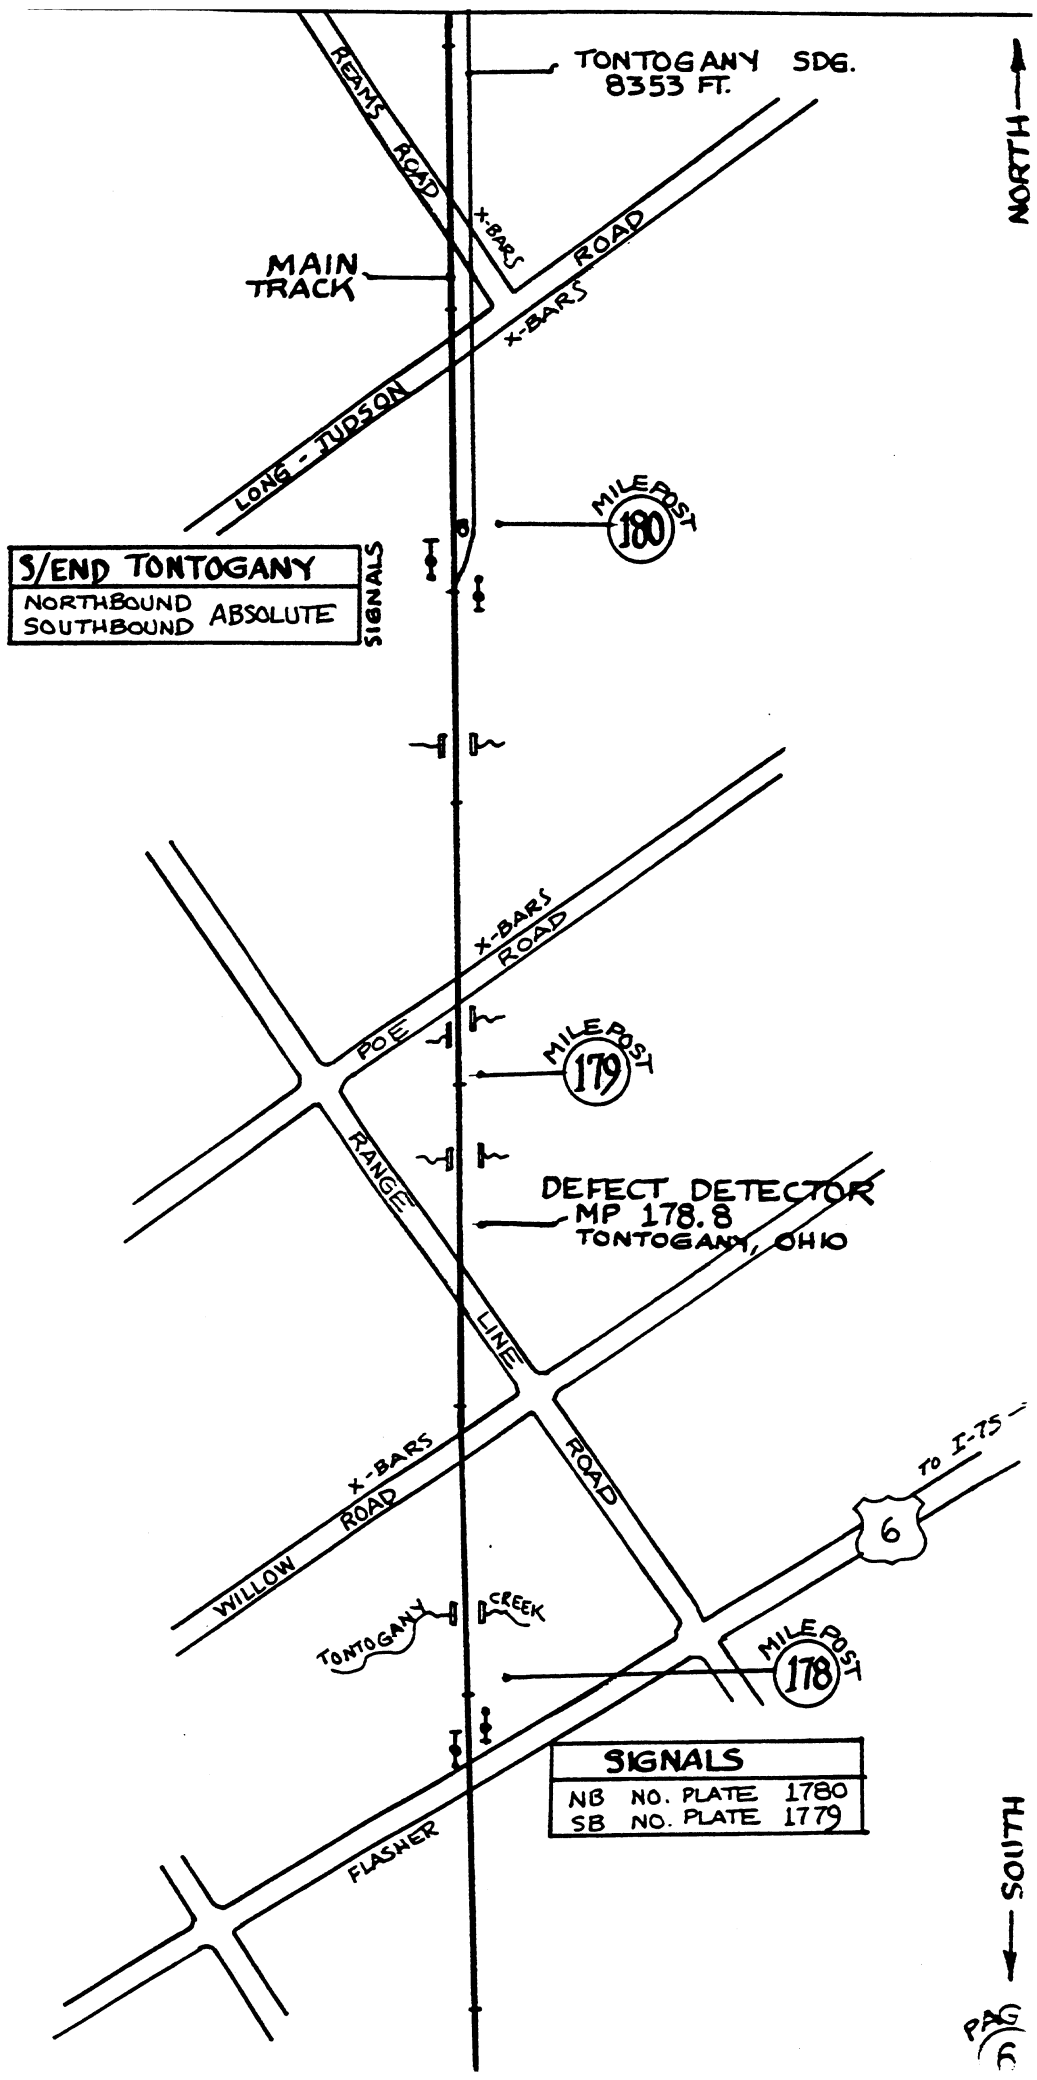 TONTOGANY SDG.
8353 FT.
NORTH
REAMS ROAD
X-BARS
ROAD
MAIN
TRACK
X-BARS
LONG - JUDSON
MILEPOST
180
S/END TONTOGANY
NORTHBOUND
SOUTHBOUND
ABSOLUTE
SIGNALS
X-BARS
ROAD
POE
MILEPOST
179
RANGE
DEFECT DETECTOR
MP 178.8
TONTOGANY, OHIO
LINE
X-BARS
ROAD
ROAD
TO I-75
6
WILLOW
TONTOGANY
CREEK
MILEPOST
178
SIGNALS
NB NO. PLATE 1780
SB NO. PLATE 1779
FLASHER
SOUTH
PAG
6